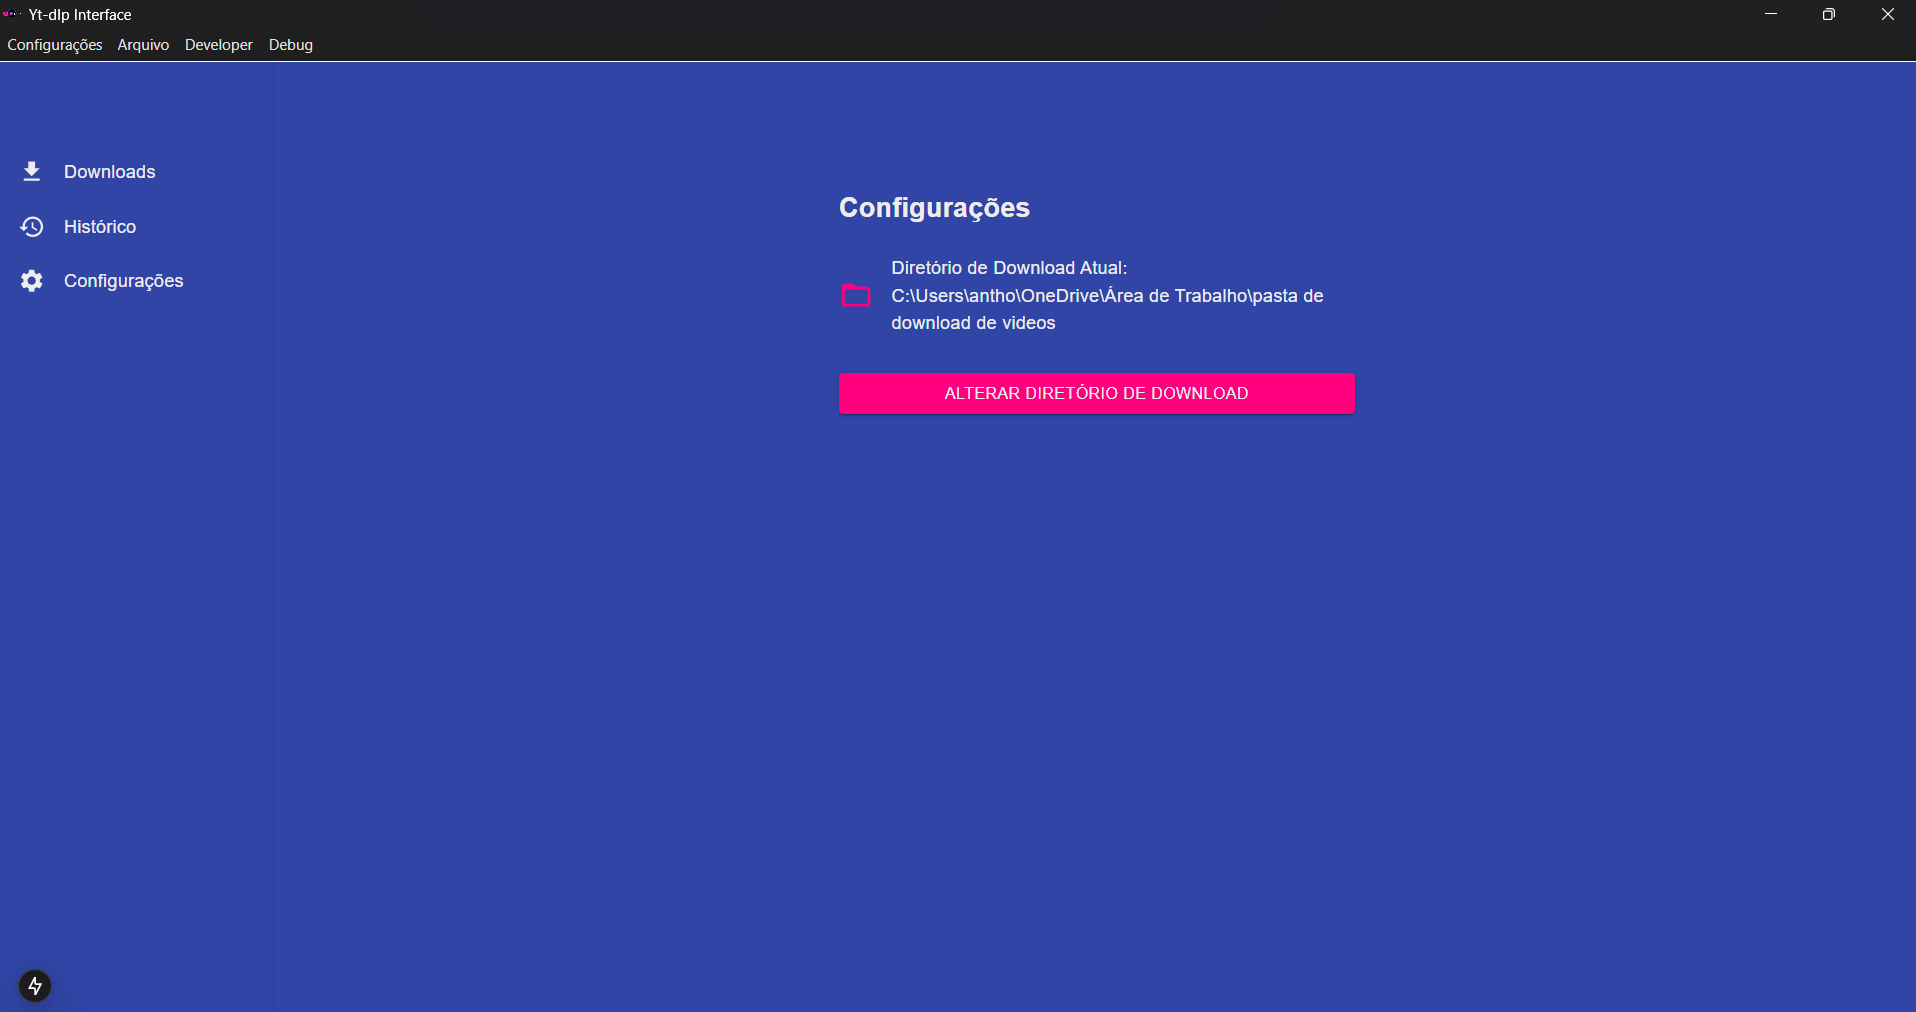 Yt-dlp Interface
Configurações Arquivo Developer Debug
Downloads
Histórico
Configurações
Configurações
Diretório de Download Atual:
C:\Users\antho\OneDrive\Área de Trabalho\pasta de
download de videos
ALTERAR DIRETÓRIO DE DOWNLOAD